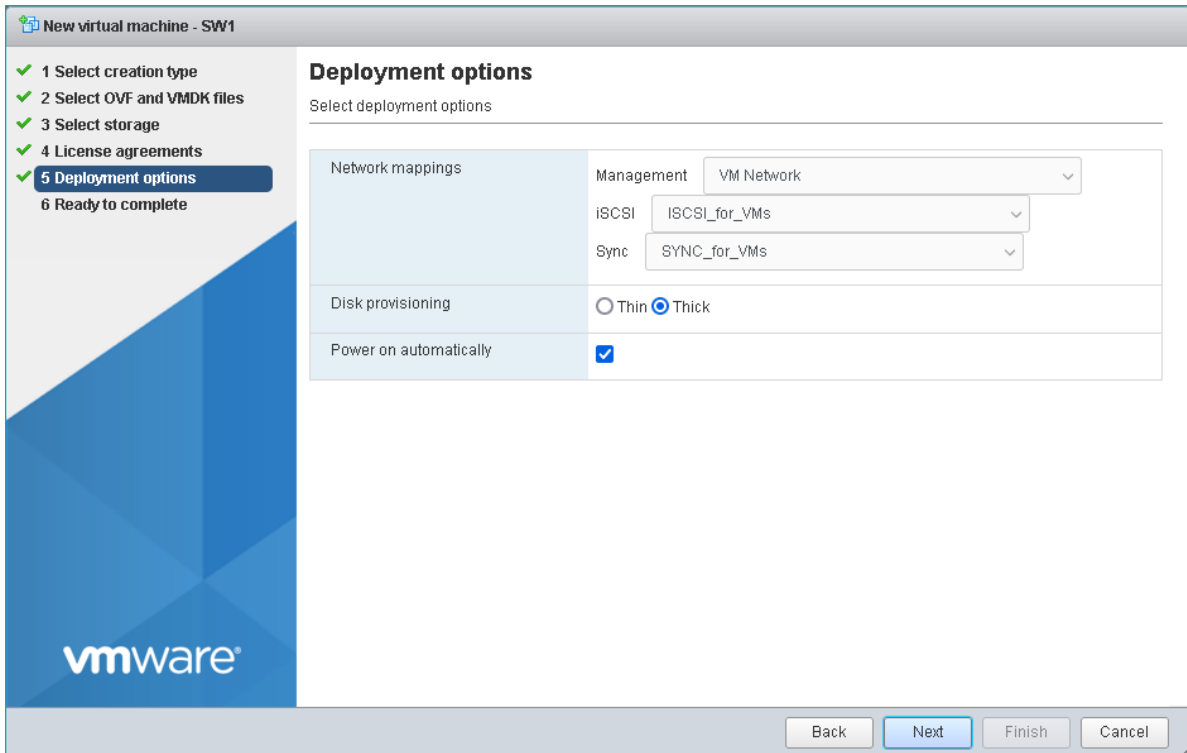 New virtual machine - SW1
1 Select creation type
2 Select OVF and VMDK files
3 Select storage
4 License agreements
5 Deployment options
6 Ready to complete
vmware®
Deployment options
Select deployment options
Network mappings
Management VM Network
iSCSI ISCSI_for_VMs
Sync SYNC_for_VMs
Disk provisioning
Thin Thick
Power on automatically
Back Next Finish Cancel